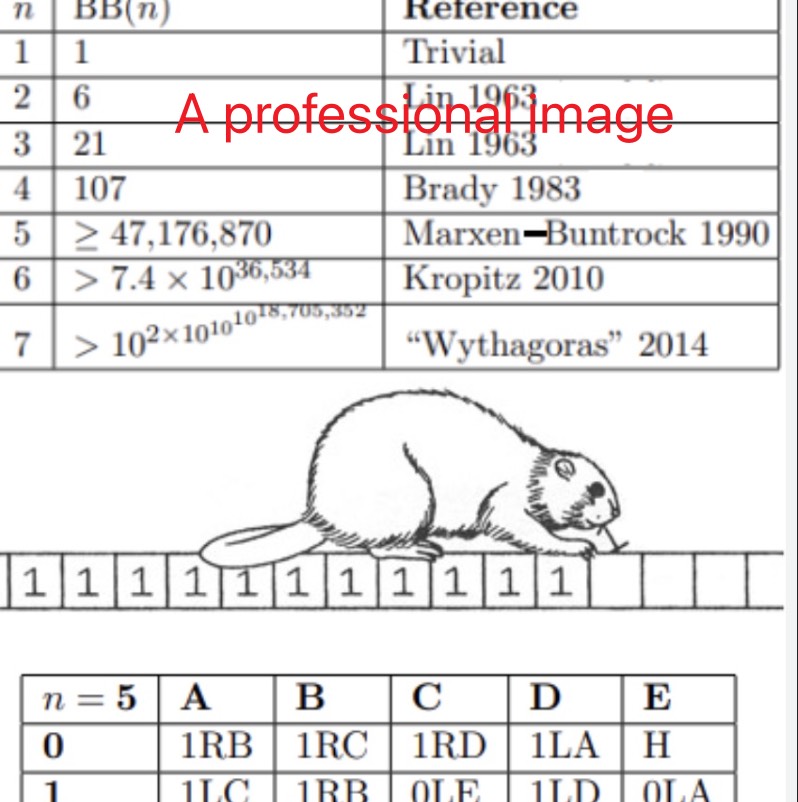 n BB(n) Reference
1 1 Trivial
2 6 Lin 1963
A professional image
3 21 Lin 1963
4 107 Brady 1983
5 ≥ 47,176,870 Marxen–Buntrock 1990
6 > 7.4 × 10^36,534 Kropitz 2010
7 > 10^2×10^10^10^18,705,352 “Wythagoras” 2014
1 1 1 1 1 1 1 1 1 1 1
n = 5 A B C D E
0 1RB 1RC 1RD 1LA H
1 1LC 1RB 0LE 1LD 0LA